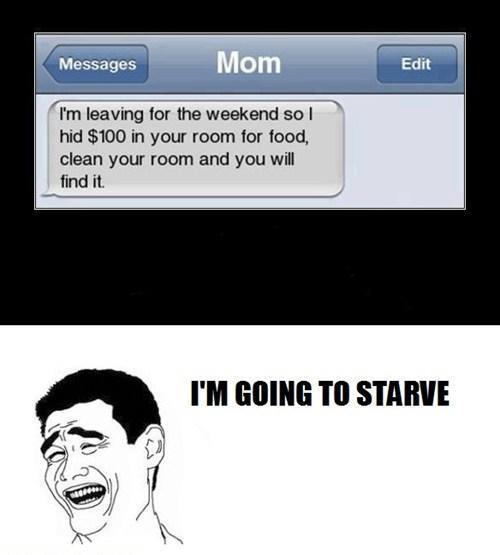 Messages Mom Edit
I'm leaving for the weekend so I
hid $100 in your room for food,
clean your room and you will
find it.
I'M GOING TO STARVE